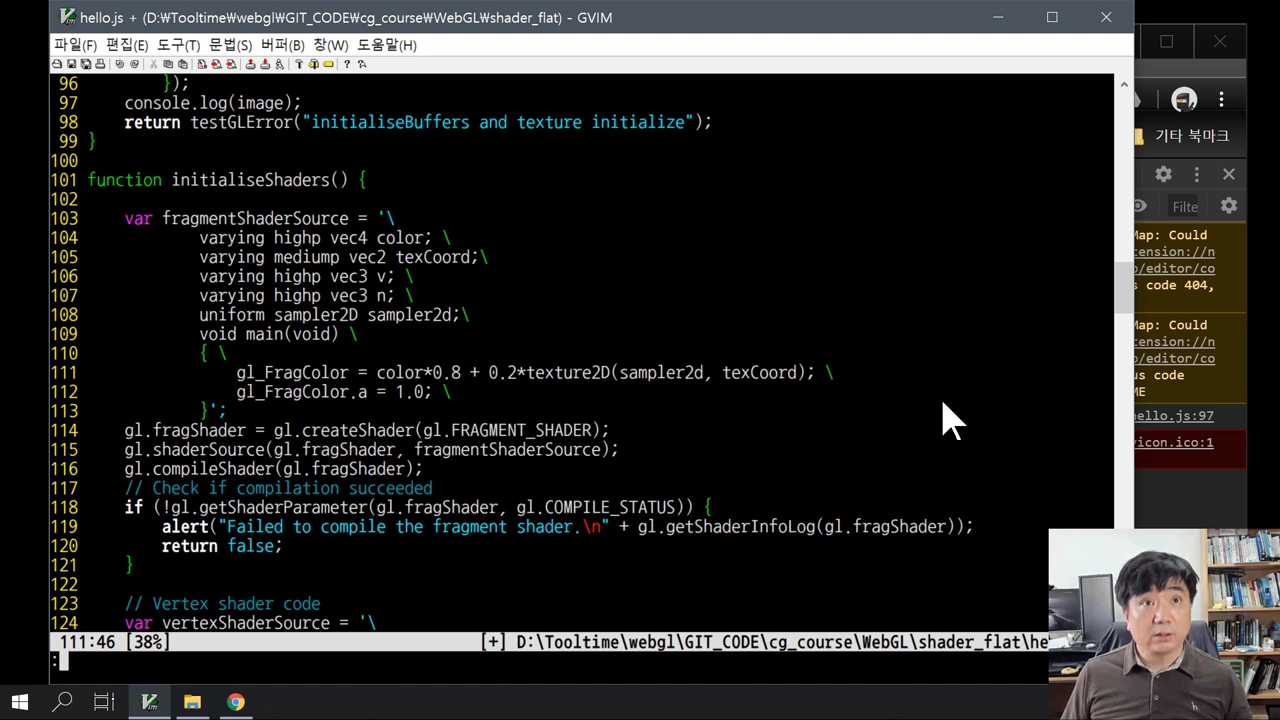 hello.js + (D:\Tooltime\webgl\GIT_CODE\cg_course\WebGL\shader_flat) - GVIM
파일(F) 편집(E) 도구(T) 문법(S) 버퍼(B) 창(W) 도움말(H)
96 });
97 console.log(image);
98 return testGLError("initialiseBuffers and texture initialize");
99 }
100
101 function initialiseShaders() {
102
103 var fragmentShaderSource = '\
104 varying highp vec4 color; \
105 varying mediump vec2 texCoord;\
106 varying highp vec3 v; \
107 varying highp vec3 n; \
108 uniform sampler2D sampler2d;\
109 void main(void) \
110 { \
111 gl_FragColor = color*0.8 + 0.2*texture2D(sampler2d, texCoord); \
112 gl_FragColor.a = 1.0; \
113 }';
114 gl.fragShader = gl.createShader(gl.FRAGMENT_SHADER);
115 gl.shaderSource(gl.fragShader, fragmentShaderSource);
116 gl.compileShader(gl.fragShader);
117 // Check if compilation succeeded
118 if (!gl.getShaderParameter(gl.fragShader, gl.COMPILE_STATUS)) {
119 alert("Failed to compile the fragment shader.\n" + gl.getShaderInfoLog(gl.fragShader));
120 return false;
121 }
122
123 // Vertex shader code
124 var vertexShaderSource = '\
111:46 [38%] [+] D:\Tooltime\webgl\GIT_CODE\cg_course\WebGL\shader_flat\he
:
기타 북마크
Filte
Map: Could
tension://n
o/editor/co
s code 404,
Map: Could
tension://n
o/editor/co
us code
ME
hello.js:97
vicon.ico:1